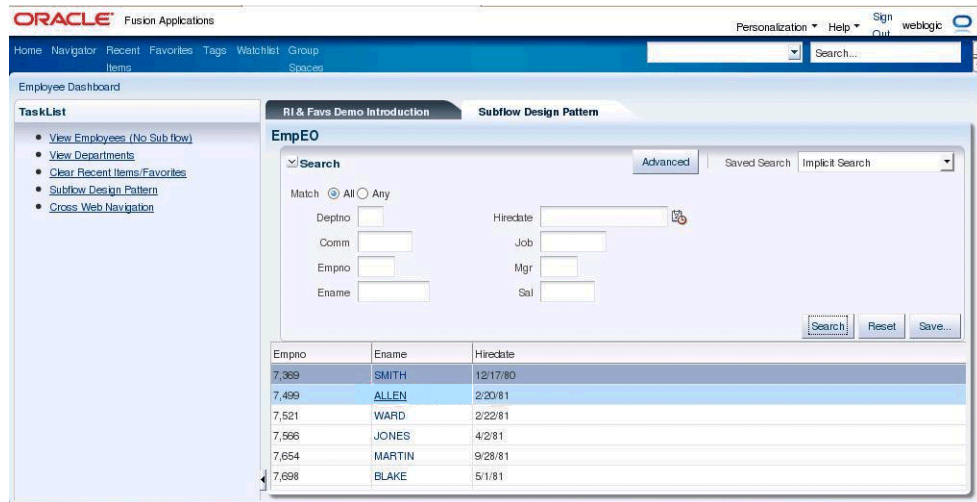 ORACLE Fusion Applications
Personalization Help Sign Out weblogic
Home Navigator Recent Items Favorites Tags Watchlist Group Spaces
Search...
Employee Dashboard
TaskList
View Employees (No Sub flow)
View Departments
Clear Recent Items/Favorites
Subflow Design Pattern
Cross Web Navigation
RI & Favs Demo Introduction Subflow Design Pattern
EmpEO
Search Advanced Saved Search Implicit Search
Match All Any
Deptno Hiredate
Comm Job
Empno Mgr
Ename Sal
Search Reset Save...
Empno Ename Hiredate
7,369 SMITH 12/17/80
7,499 ALLEN 2/20/81
7,521 WARD 2/22/81
7,566 JONES 4/2/81
7,654 MARTIN 9/28/81
7,698 BLAKE 5/1/81